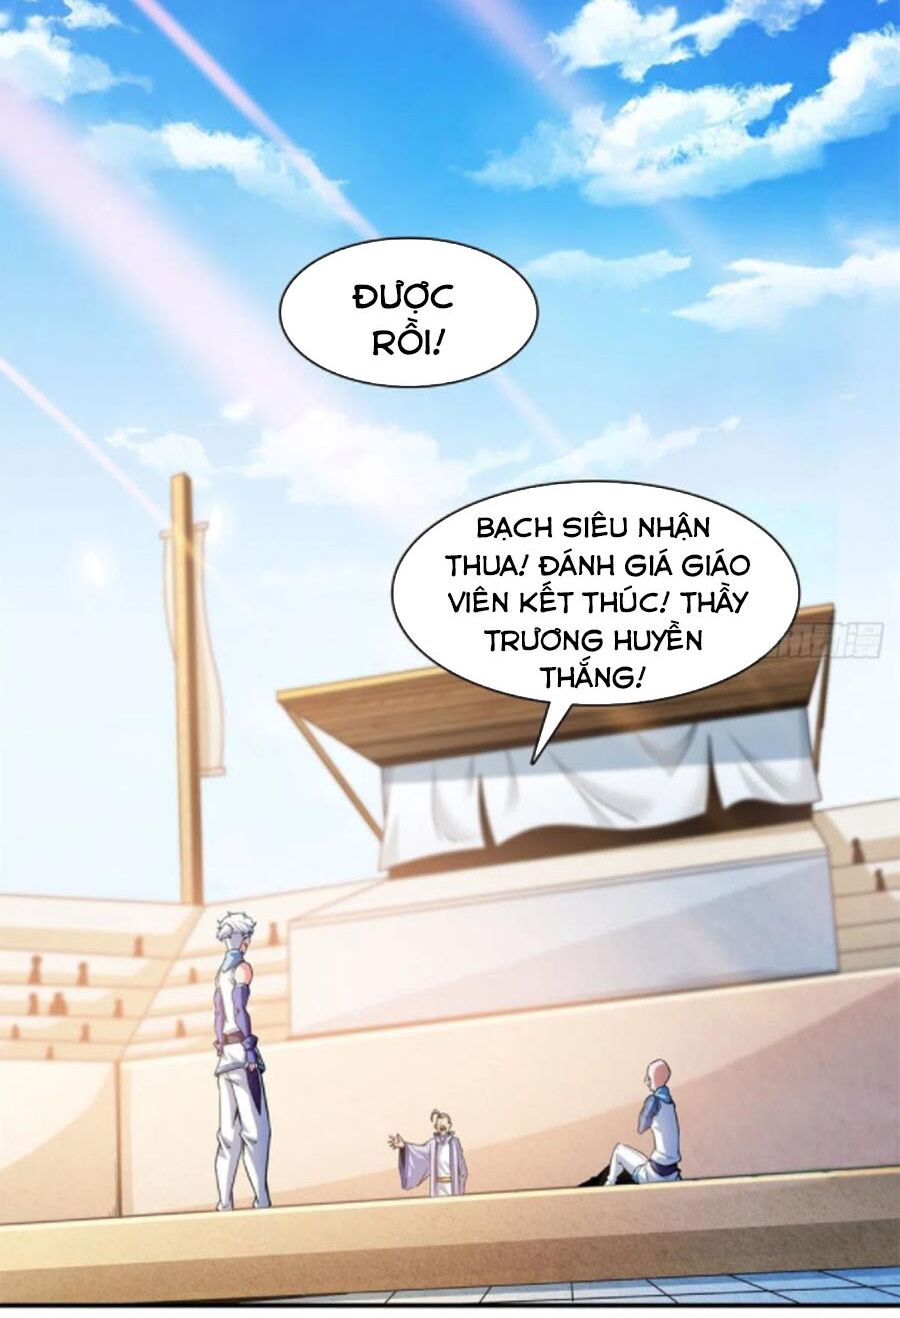 ĐƯỢC
RỒI!
BẠCH SIÊU NHẬN
THUA! ĐÁNH GIÁ GIÁO
VIÊN KẾT THÚC! THẦY
TRƯƠNG HUYỀN
THẮNG!